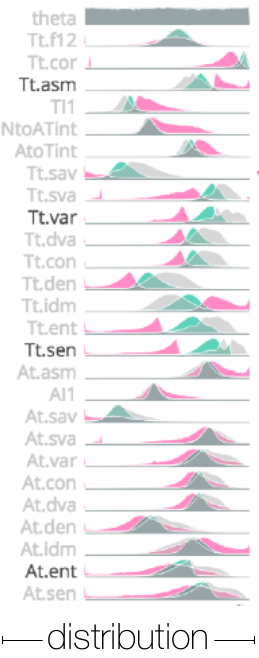 theta
Tt.f12
Tt.cor
Tt.asm
Tl1
NtoATint
AtoTint
Tt.sav
Tt.sva
Tt.var
Tt.dva
Tt.con
Tt.den
Tt.idm
Tt.ent
Tt.sen
At.asm
Al1
At.sav
At.sva
At.var
At.con
At.dva
At.den
At.idm
At.ent
At.sen
distribution